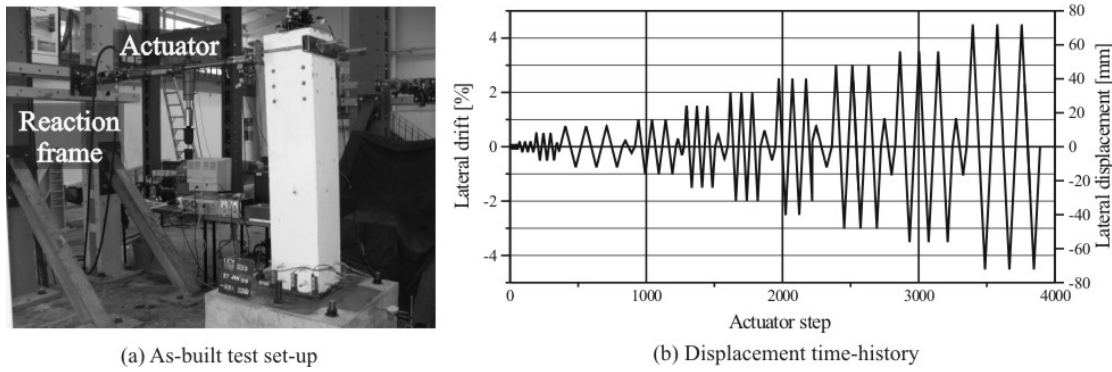 Actuator
Reaction
frame
(a) As-built test set-up
Lateral drift [%]
4
2
0
-2
-4
0
1000
2000
3000
4000
Actuator step
80
60
40
20
0
-20
-40
-60
-80
Lateral displacement [mm]
(b) Displacement time-history